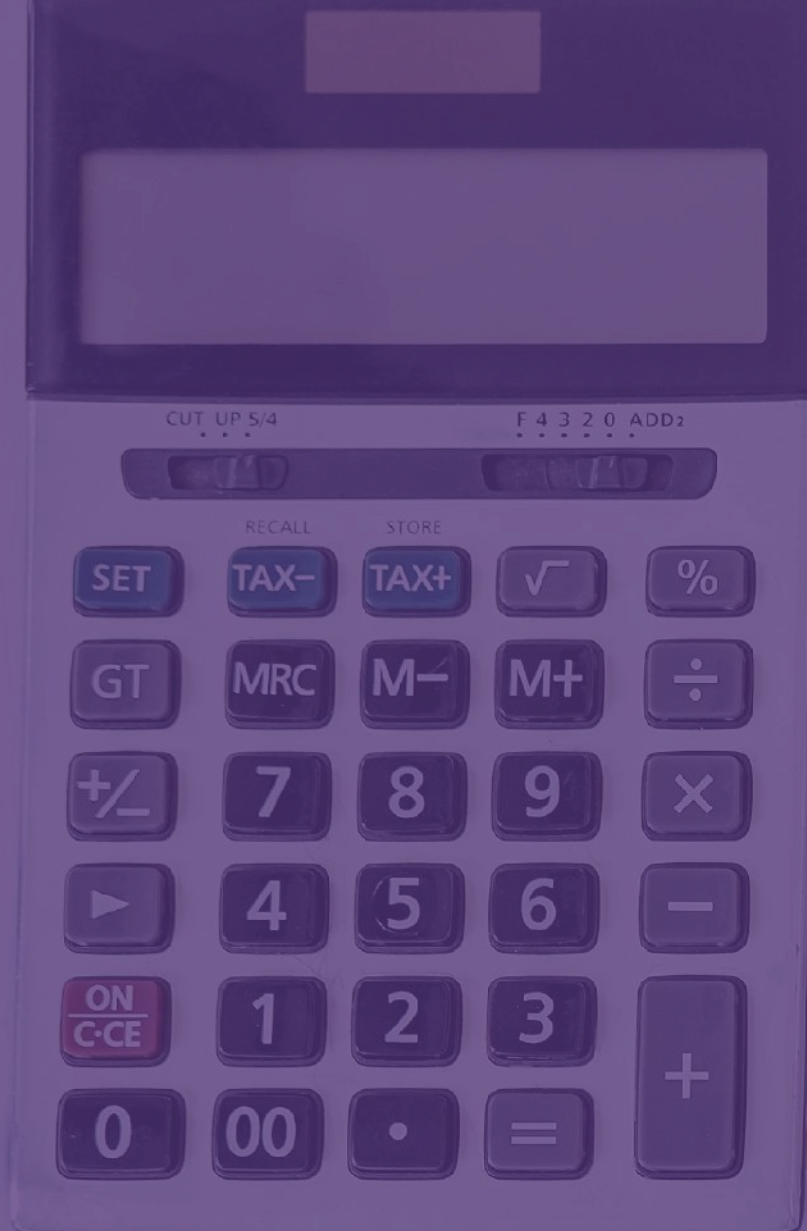 CUT UP 5/4 F 4 3 2 0 ADD2
RECALL STORE
SET TAX− TAX+ √ %
GT MRC M− M+ ÷
+/− 7 8 9 ×
► 4 5 6 −
ON
C·CE 1 2 3 +
0 00 · =